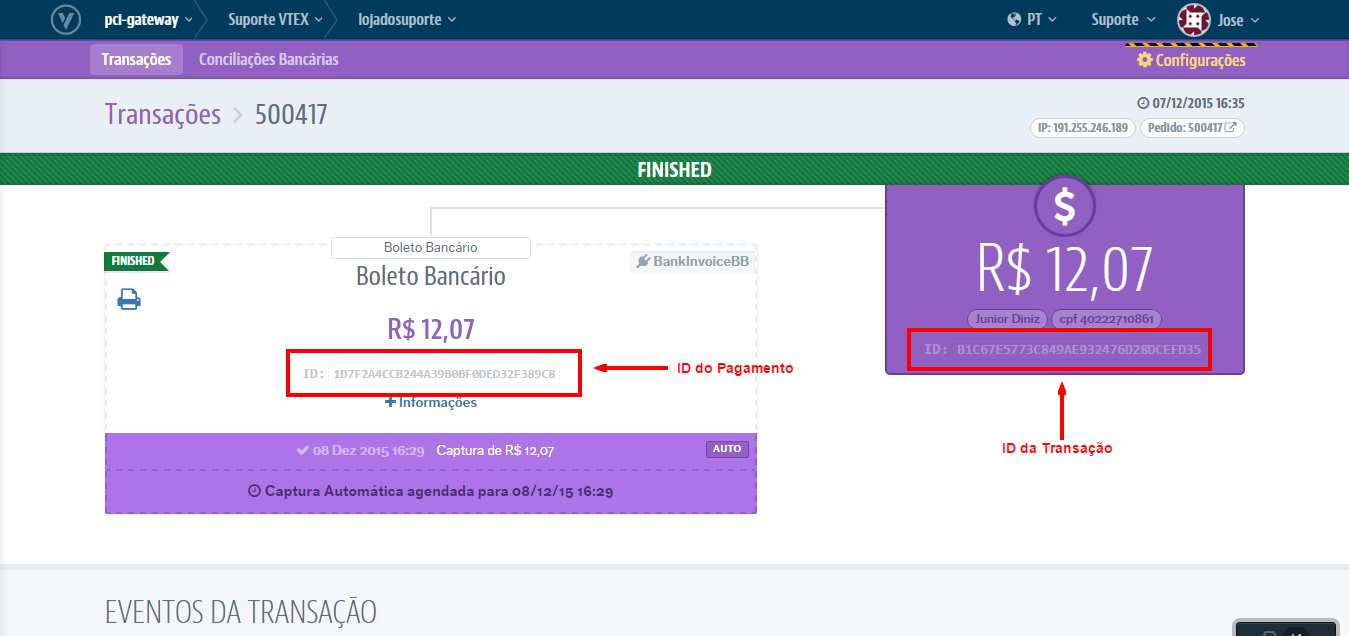 pci-gateway Suporte VTEX lojadosuporte PT Suporte Jose
Transações Conciliações Bancárias Configurações
Transações > 500417
07/12/2015 16:35
IP: 191.255.246.189 Pedido: 500417
FINISHED
$
R$ 12,07
Junior Diniz cpf 40222710861
ID: B1C67E5773C849AE932476D28DCEFD35
ID da Transação
Boleto Bancário
FINISHED
BankInvoiceBB
Boleto Bancário
R$ 12,07
ID: 1D7F2A4CCB244A39B0BF0DED32F389C8
ID do Pagamento
+ Informações
08 Dez 2015 16:29 Captura de R$ 12,07 AUTO
Captura Automática agendada para 08/12/15 16:29
EVENTOS DA TRANSAÇÃO